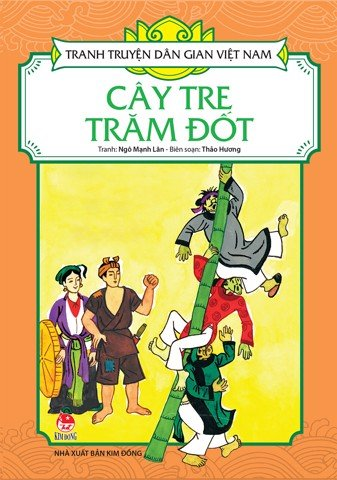 TRANH TRUYỆN DÂN GIAN VIỆT NAM
CÂY TRE
TRĂM ĐỐT
Tranh: Ngô Mạnh Lân - Biên soạn: Thảo Hương
KIM ĐỒNG
NHÀ XUẤT BẢN KIM ĐỒNG